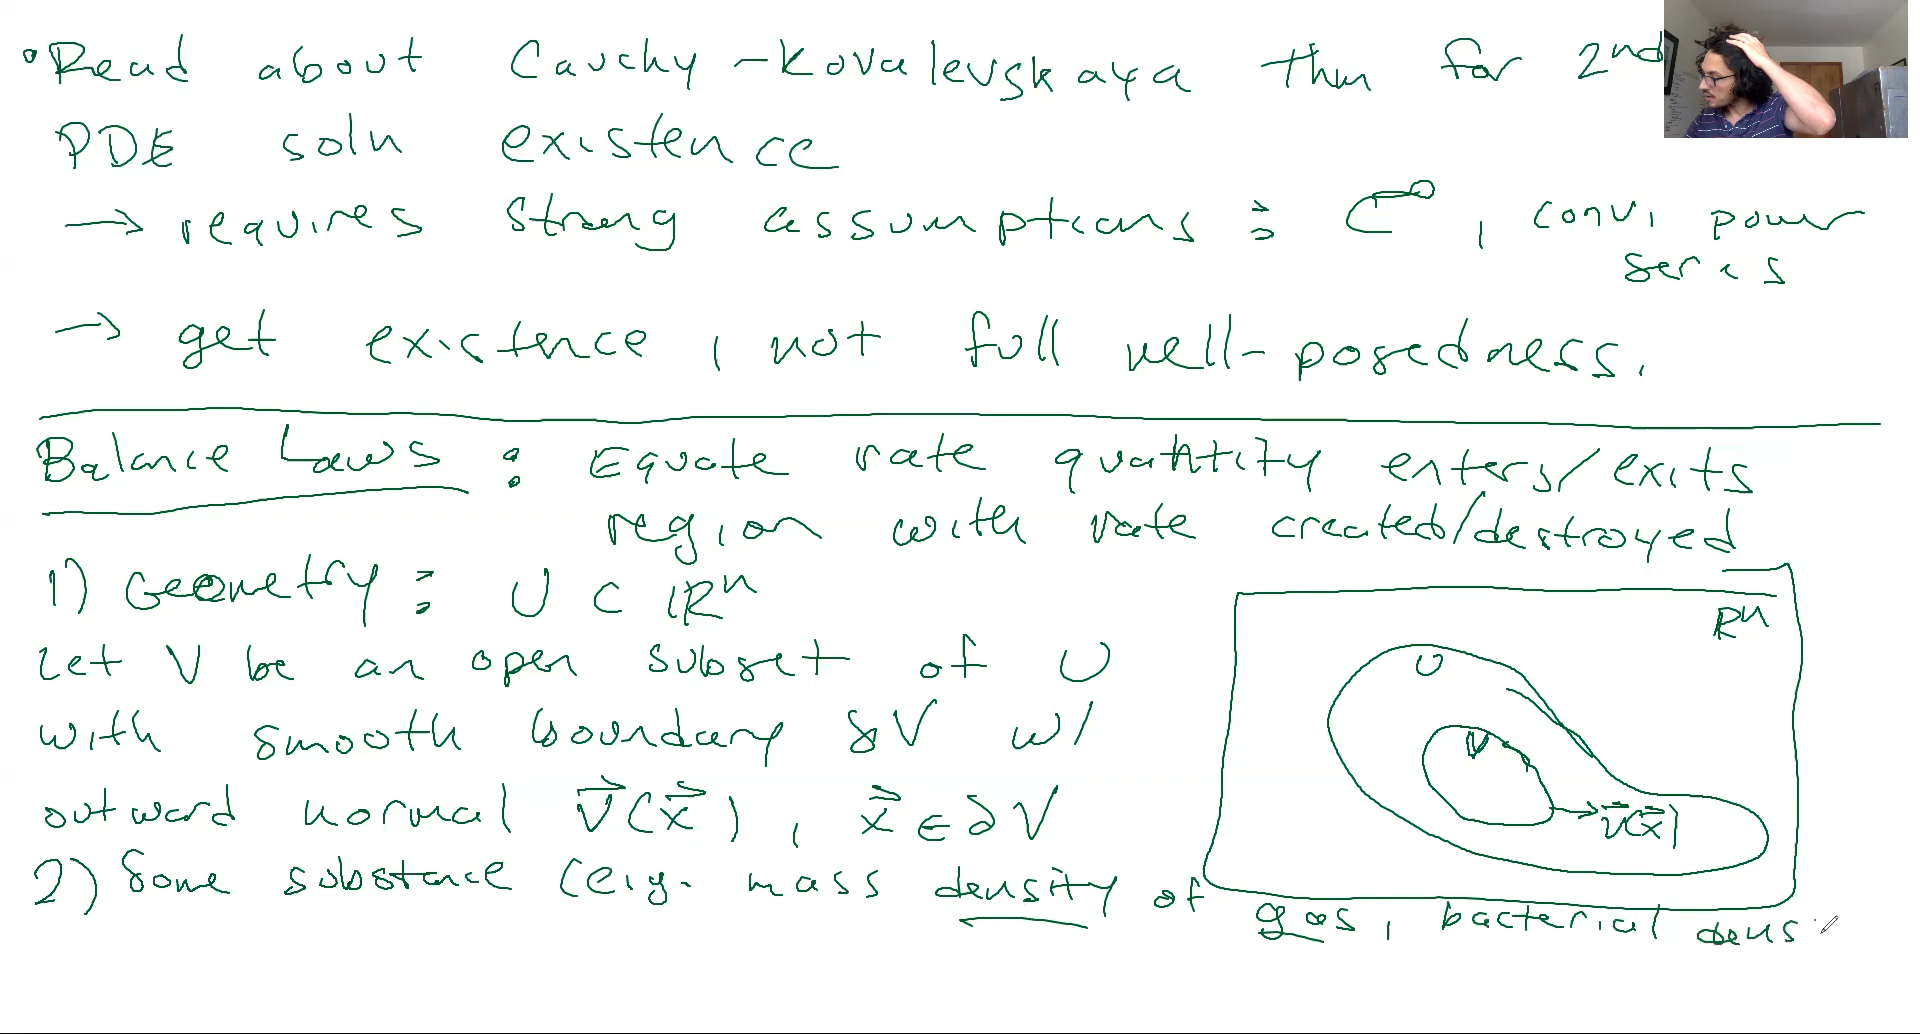 • Read about Cauchy-Kovalevskaya thm for 2nd
PDE soln existence
→ requires strong assumptions : C^∞, conv. power
series
→ get existence, not full well-posedness.
Balance Laws : Equate rate quantity enters/exits
region with rate created/destroyed
1) Geometry : U ⊂ ℝⁿ
Let V be an open subset of U
with smooth boundary ∂V w/
outward normal ν⃗(x⃗), x⃗ ∈ ∂V
ℝⁿ
U
V
ν⃗(x⃗)
2) Some substance (e.g. mass density of gas, bacterial dens